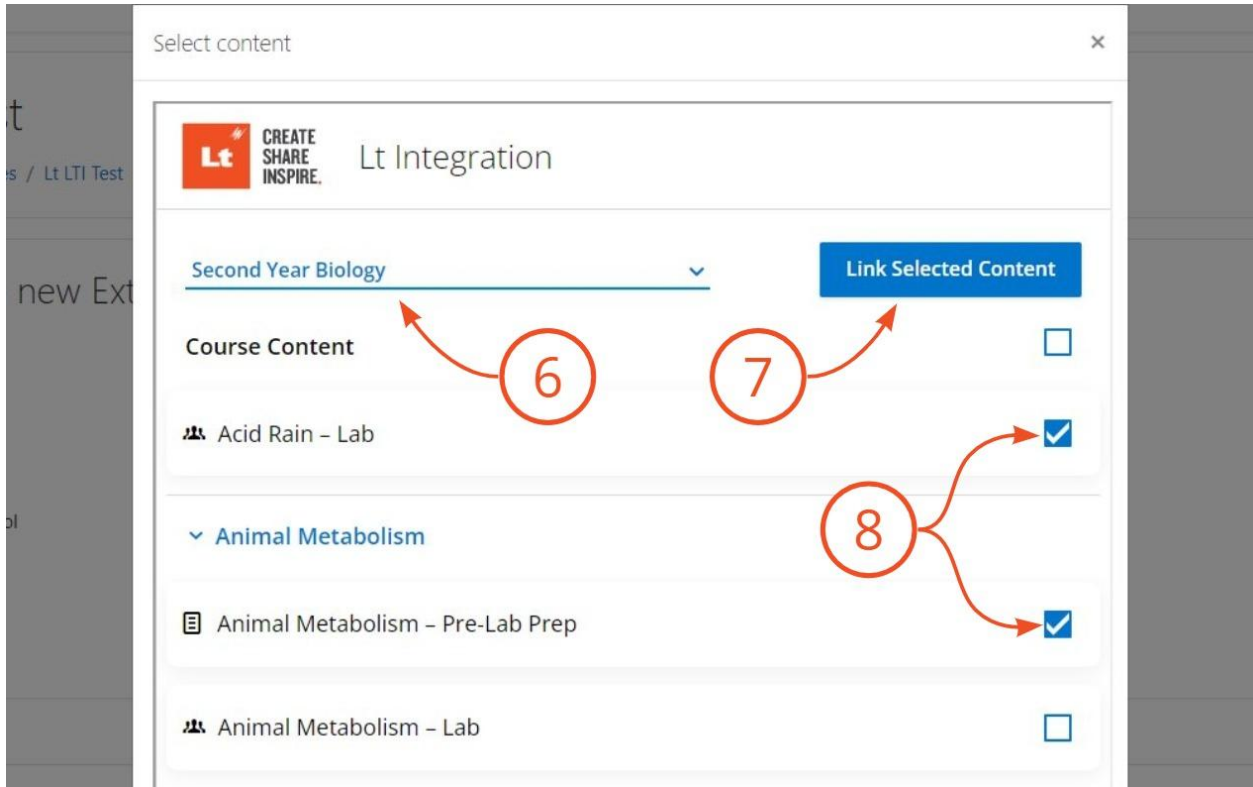 Select content
×
st
es / Lt LTI Test
new Ext
ol
Lt
CREATE
SHARE
INSPIRE.
Lt Integration
Second Year Biology
Link Selected Content
6
7
Course Content
Acid Rain – Lab
8
Animal Metabolism
Animal Metabolism – Pre-Lab Prep
Animal Metabolism – Lab